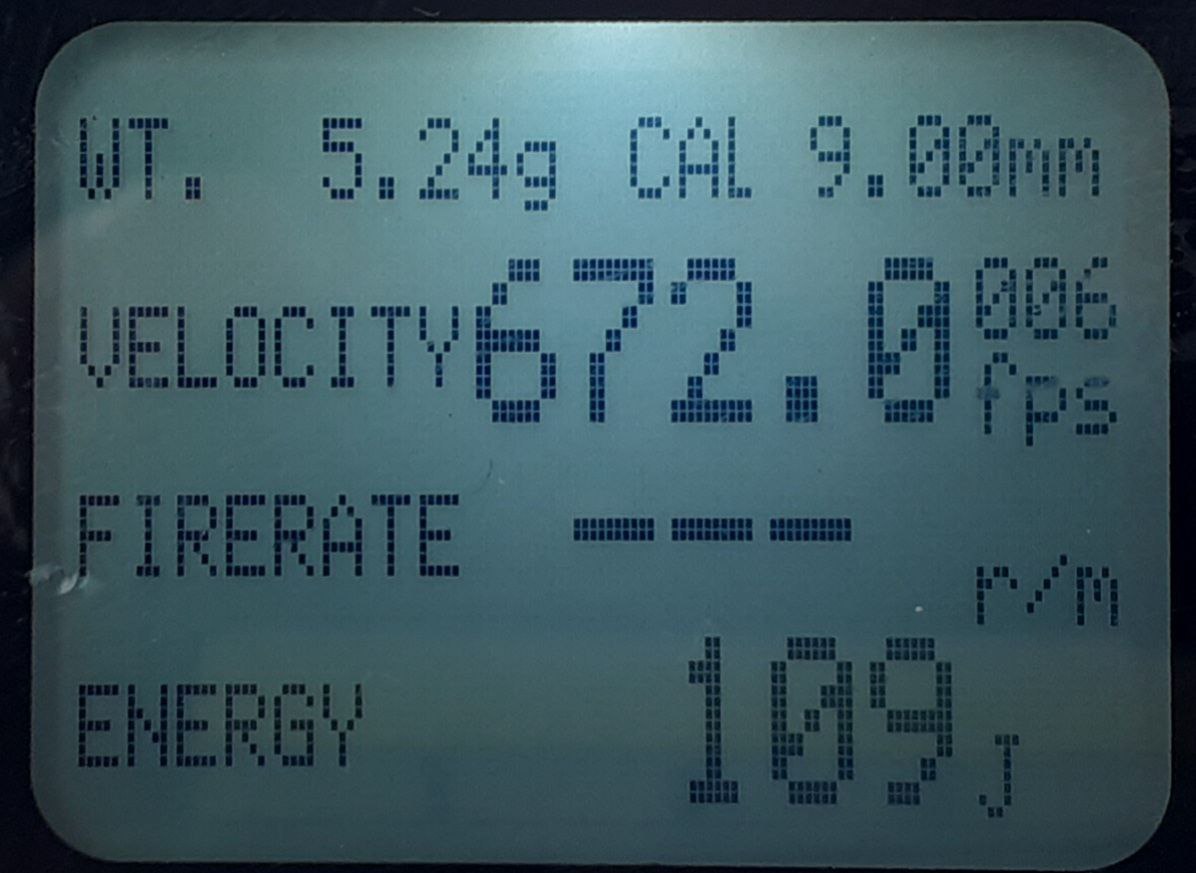 WT. 5.24g CAL 9.00mm
VELOCITY 672.0 006 fps
FIRERATE --- r/m
ENERGY 109 J